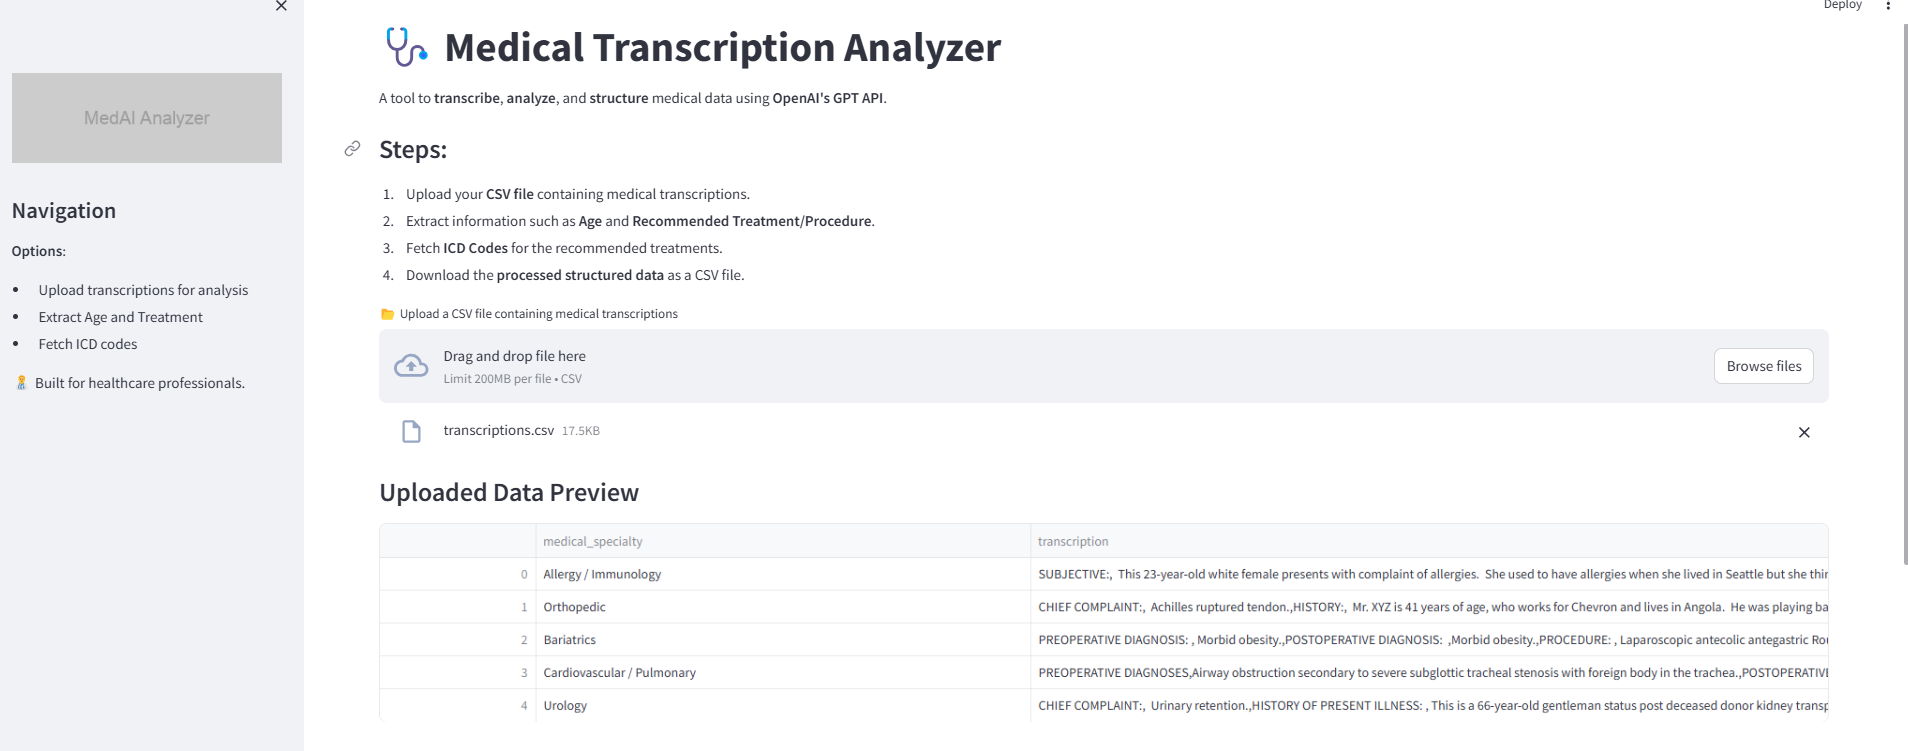 Deploy
MedAI Analyzer
Navigation
Options:
• Upload transcriptions for analysis
• Extract Age and Treatment
• Fetch ICD codes
Built for healthcare professionals.
Medical Transcription Analyzer
A tool to transcribe, analyze, and structure medical data using OpenAI's GPT API.
Steps:
1. Upload your CSV file containing medical transcriptions.
2. Extract information such as Age and Recommended Treatment/Procedure.
3. Fetch ICD Codes for the recommended treatments.
4. Download the processed structured data as a CSV file.
Upload a CSV file containing medical transcriptions
Drag and drop file here
Limit 200MB per file • CSV
Browse files
transcriptions.csv 17.5KB
Uploaded Data Preview
medical_specialty transcription
0 Allergy / Immunology SUBJECTIVE:, This 23-year-old white female presents with complaint of allergies. She used to have allergies when she lived in Seattle but she
1 Orthopedic CHIEF COMPLAINT:, Achilles ruptured tendon.,HISTORY:, Mr. XYZ is 41 years of age, who works for Chevron and lives in Angola. He was playing
2 Bariatrics PREOPERATIVE DIAGNOSIS: , Morbid obesity.,POSTOPERATIVE DIAGNOSIS: ,Morbid obesity.,PROCEDURE: , Laparoscopic antecolic antegastric
3 Cardiovascular / Pulmonary PREOPERATIVE DIAGNOSES,Airway obstruction secondary to severe subglottic tracheal stenosis with foreign body in the trachea.,POSTOPERATIVE
4 Urology CHIEF COMPLAINT:, Urinary retention.,HISTORY OF PRESENT ILLNESS: , This is a 66-year-old gentleman status post deceased donor kidney